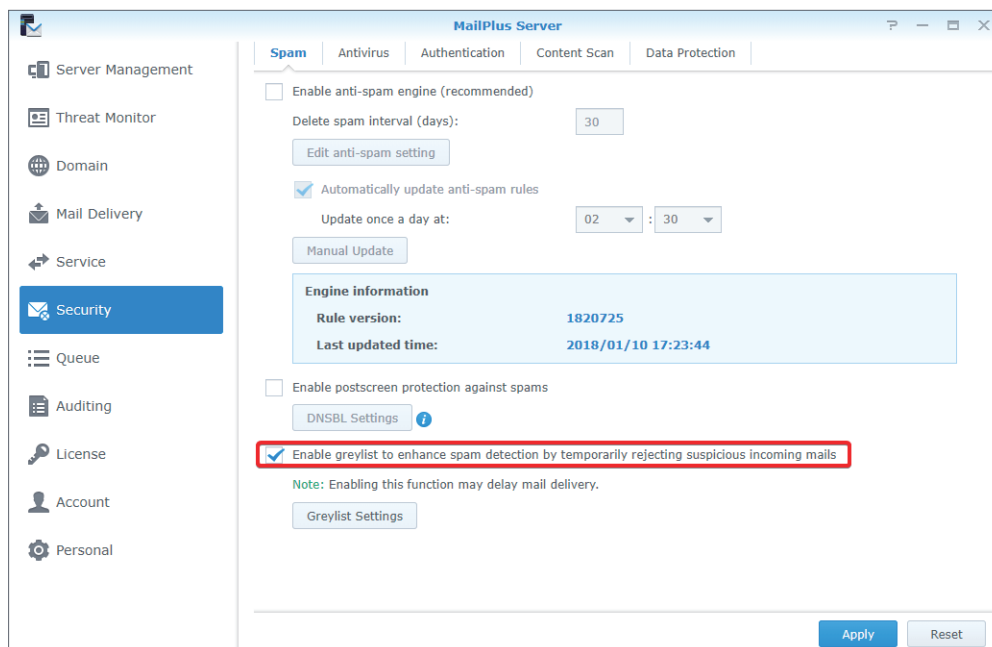 MailPlus Server
Server Management
Threat Monitor
Domain
Mail Delivery
Service
Security
Queue
Auditing
License
Account
Personal
Spam Antivirus Authentication Content Scan Data Protection
Enable anti-spam engine (recommended)
Delete spam interval (days): 30
Edit anti-spam setting
Automatically update anti-spam rules
Update once a day at: 02 : 30
Manual Update
Engine information
Rule version: 1820725
Last updated time: 2018/01/10 17:23:44
Enable postscreen protection against spams
DNSBL Settings i
Enable greylist to enhance spam detection by temporarily rejecting suspicious incoming mails
Note: Enabling this function may delay mail delivery.
Greylist Settings
Apply Reset